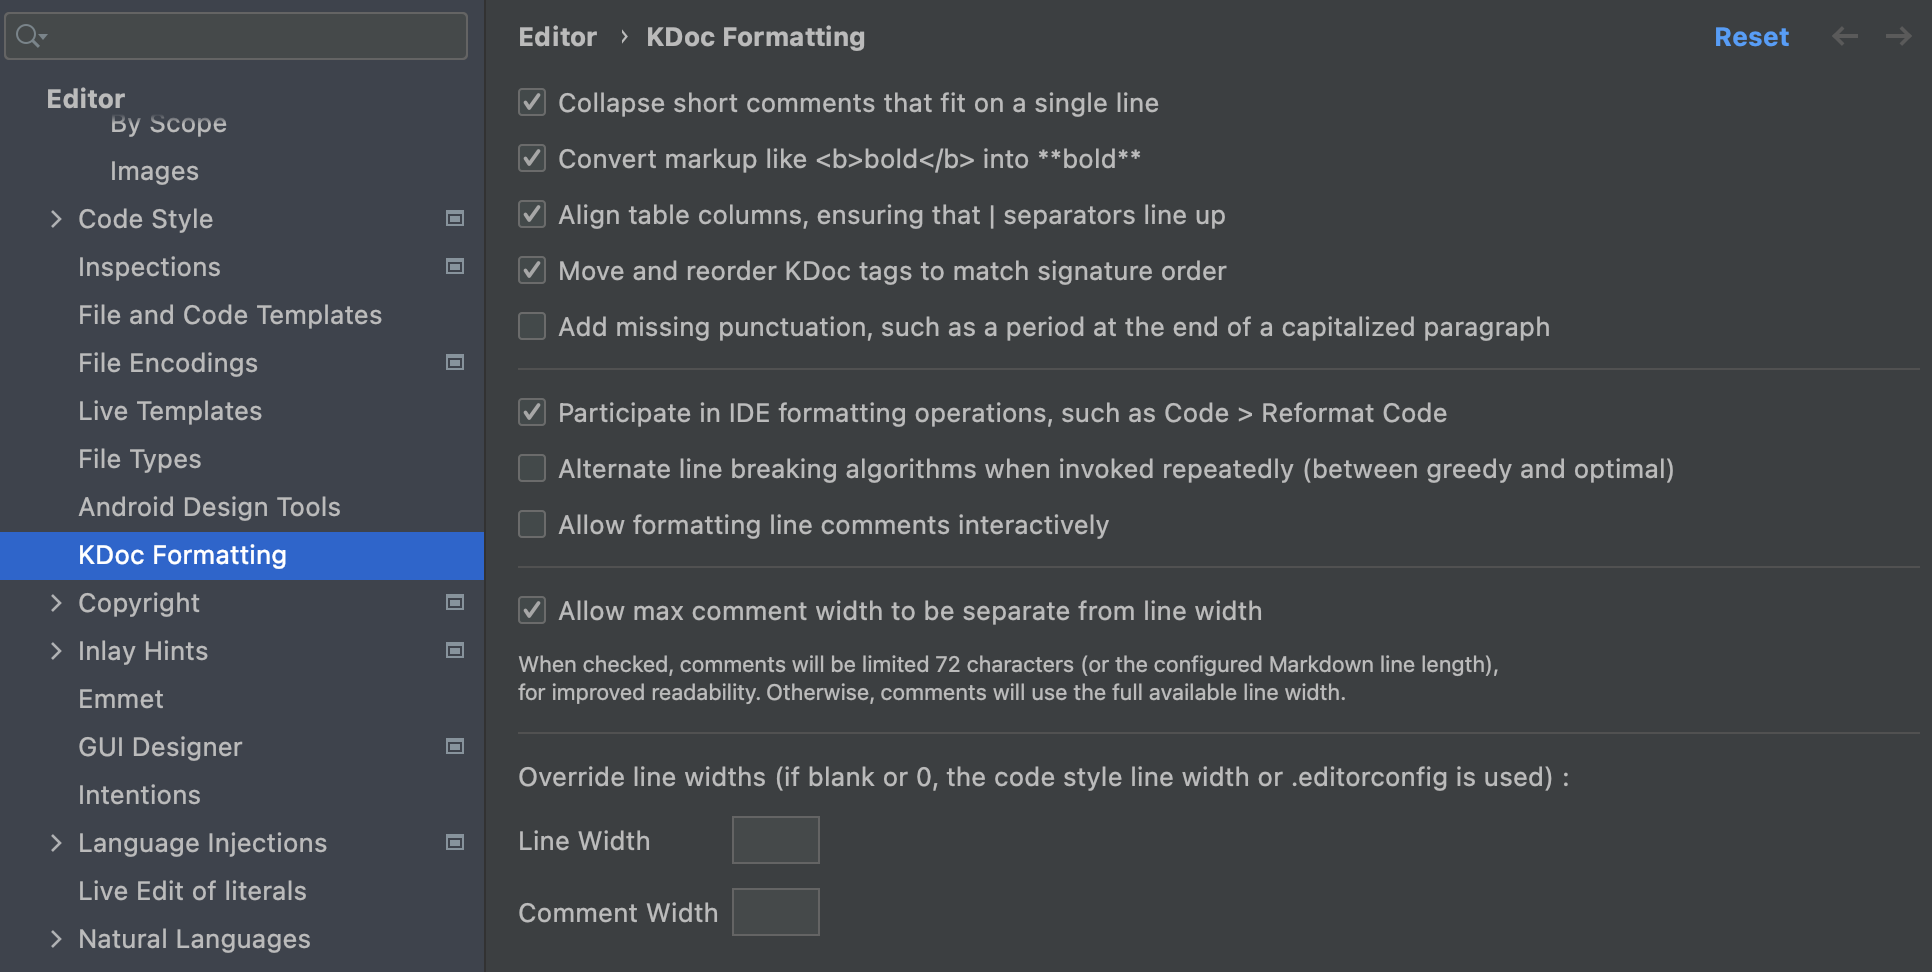 Editor
By Scope
Images
Code Style
Inspections
File and Code Templates
File Encodings
Live Templates
File Types
Android Design Tools
KDoc Formatting
Copyright
Inlay Hints
Emmet
GUI Designer
Intentions
Language Injections
Live Edit of literals
Natural Languages
Editor › KDoc Formatting
Reset
Collapse short comments that fit on a single line
Convert markup like <b>bold</b> into **bold**
Align table columns, ensuring that | separators line up
Move and reorder KDoc tags to match signature order
Add missing punctuation, such as a period at the end of a capitalized paragraph
Participate in IDE formatting operations, such as Code > Reformat Code
Alternate line breaking algorithms when invoked repeatedly (between greedy and optimal)
Allow formatting line comments interactively
Allow max comment width to be separate from line width
When checked, comments will be limited 72 characters (or the configured Markdown line length),
for improved readability. Otherwise, comments will use the full available line width.
Override line widths (if blank or 0, the code style line width or .editorconfig is used) :
Line Width
Comment Width